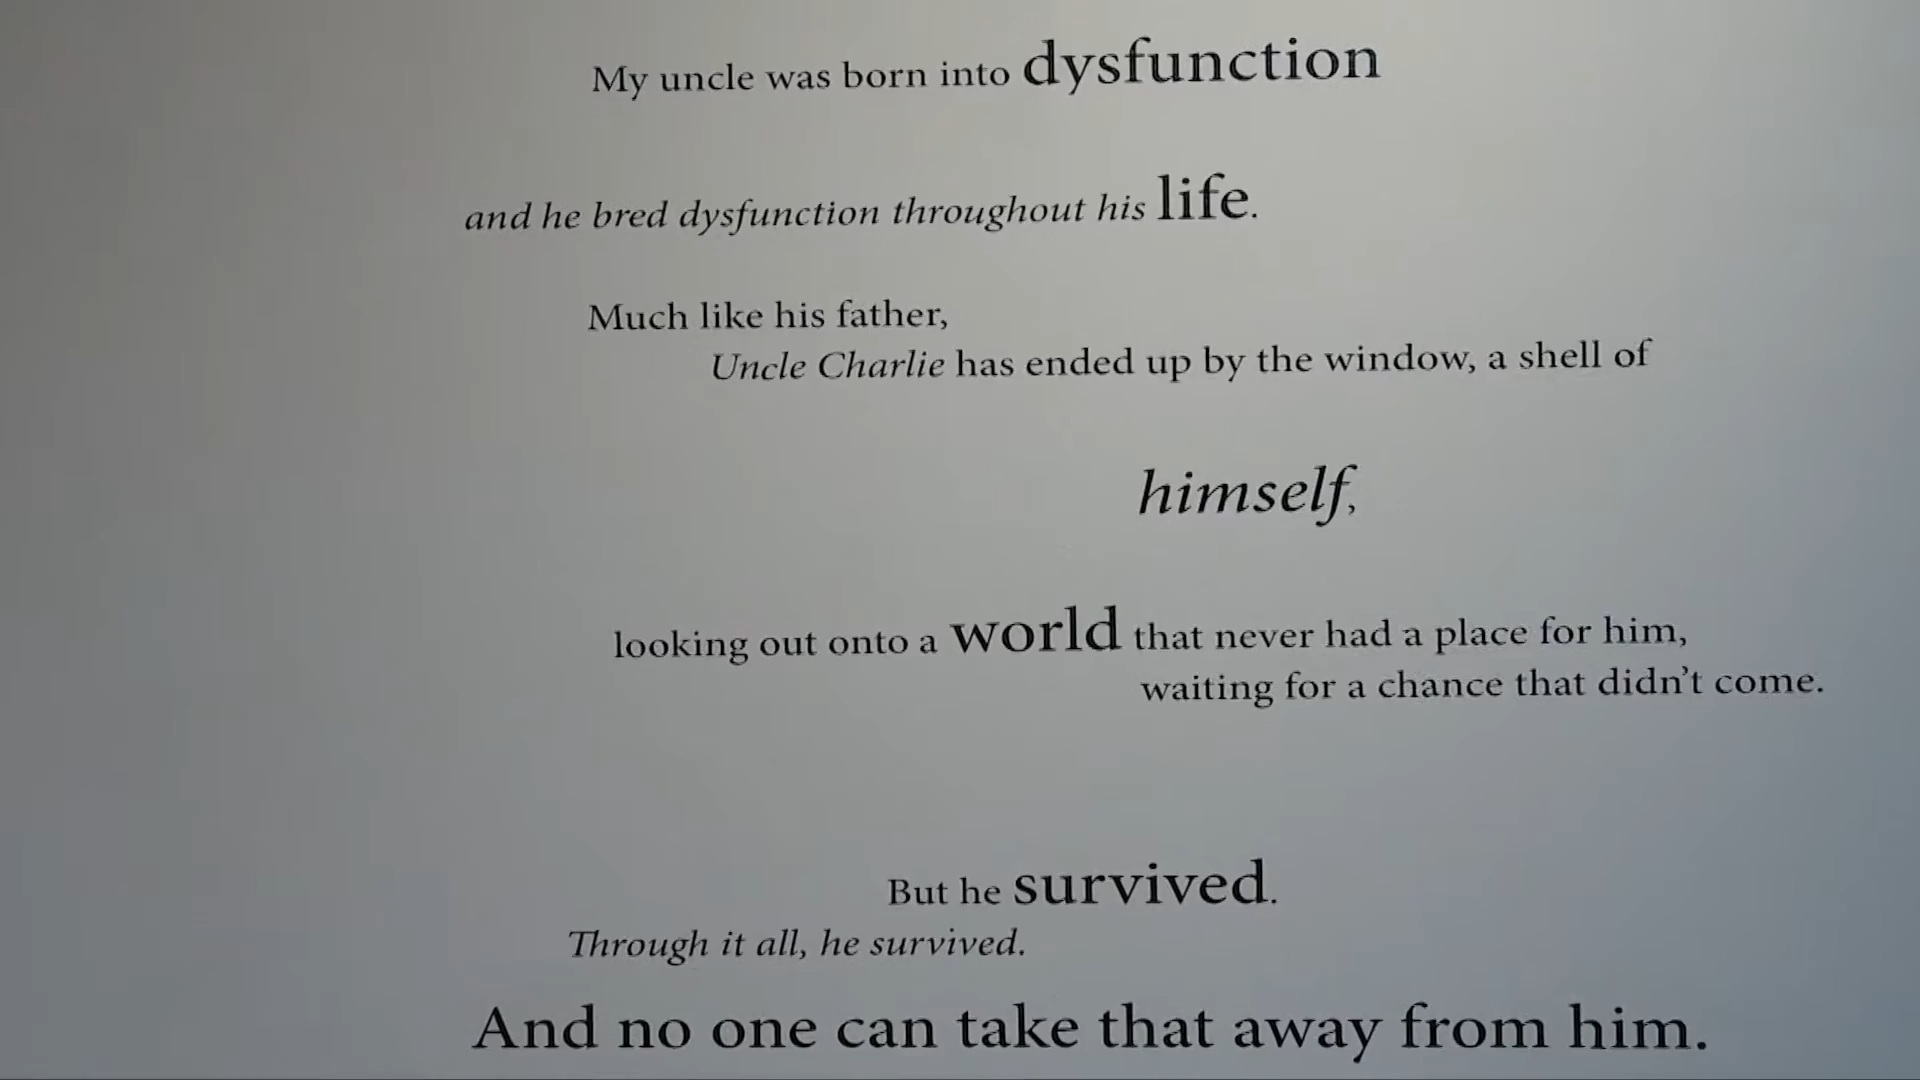 My uncle was born into dysfunction
and he bred dysfunction throughout his life.
Much like his father,
Uncle Charlie has ended up by the window, a shell of
himself,
looking out onto a world that never had a place for him,
waiting for a chance that didn't come.
But he survived.
Through it all, he survived.
And no one can take that away from him.